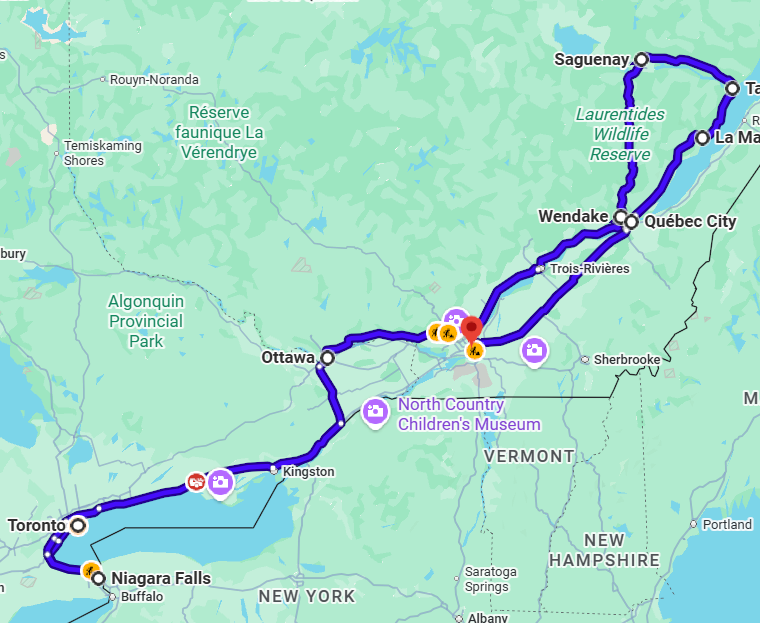 Saguenay
Ta
Rouyn-Noranda
Réserve
faunique La
Vérendrye
Laurentides
Wildlife
Reserve
R
La Ma
Temiskaming
Shores
Wendake
Québec City
bury
Trois-Rivières
Algonquin
Provincial
Park
Ottawa
Sherbrooke
North Country
Children's Museum
M
VERMONT
Kingston
Toronto
Portland
NEW
HAMPSHIRE
Niagara Falls
Saratoga
Springs
n
Buffalo
NEW YORK
Albany